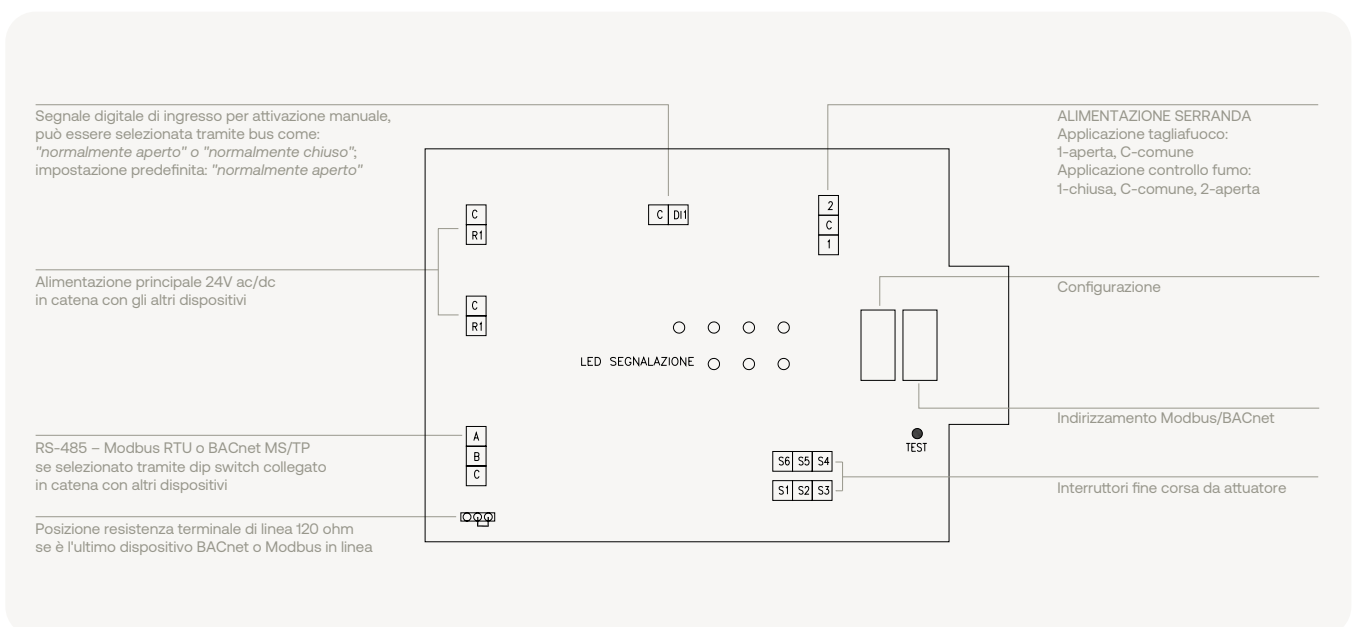 Segnale digitale di ingresso per attivazione manuale,
può essere selezionata tramite bus come:
"normalmente aperto" o "normalmente chiuso";
impostazione predefinita: "normalmente aperto"
ALIMENTAZIONE SERRANDA
Applicazione tagliafuoco:
1-aperta, C-comune
Applicazione controllo fumo:
1-chiusa, C-comune, 2-aperta
C
R1
C DI1
2
C
1
Alimentazione principale 24V ac/dc
in catena con gli altri dispositivi
Configurazione
C
R1
LED SEGNALAZIONE
Indirizzamento Modbus/BACnet
RS-485 – Modbus RTU o BACnet MS/TP
se selezionato tramite dip switch collegato
in catena con altri dispositivi
A
B
C
TEST
S6 S5 S4
S1 S2 S3
Interruttori fine corsa da attuatore
Posizione resistenza terminale di linea 120 ohm
se è l'ultimo dispositivo BACnet o Modbus in linea